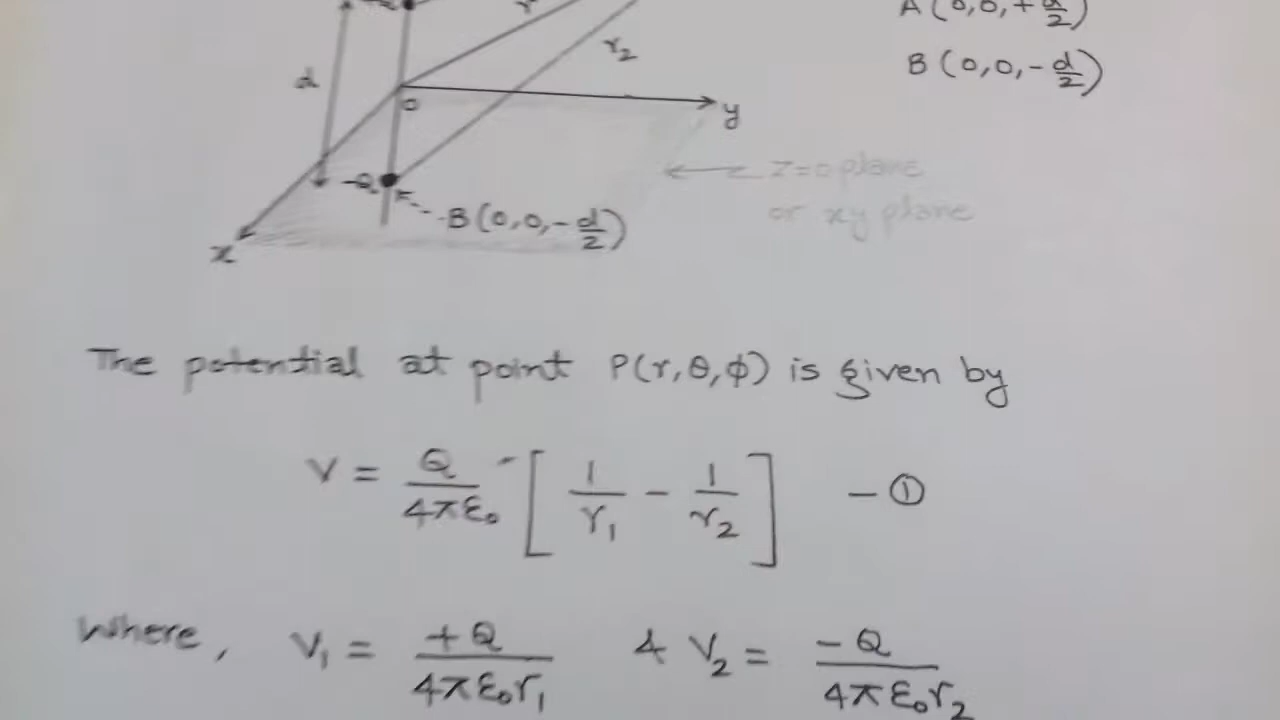 A(0,0,+d/2)
r
r₂
d
B(0,0,-d/2)
O
y
z=0 plane
-Q
or xy plane
B(0,0,-d/2)
x
The potential at point P(r,θ,ϕ) is given by
V = Q/4πε₀ [1/r₁ - 1/r₂] - ①
Where, V₁ = +Q/4πε₀r₁ & V₂ = -Q/4πε₀r₂